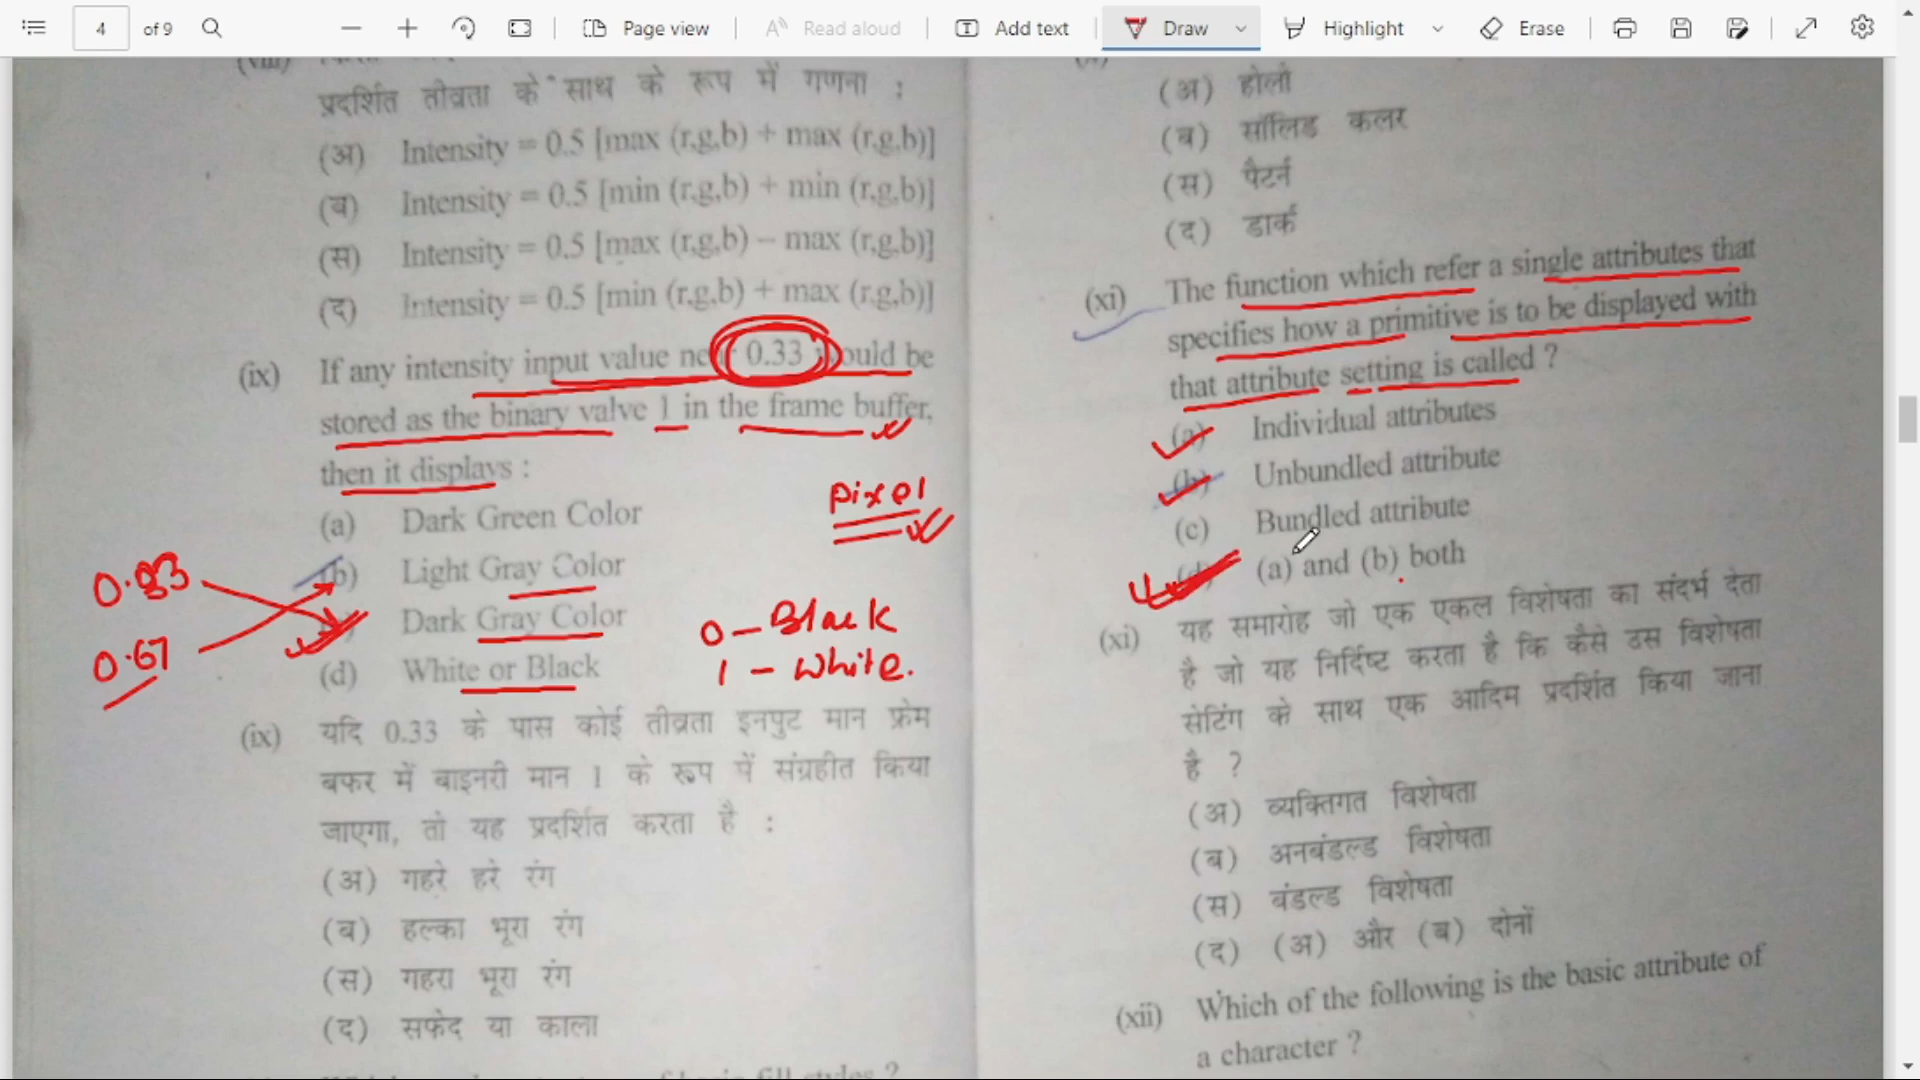 4 of 9 Page view Read aloud Add text Draw Highlight Erase
प्रदर्शित तीव्रता के साथ के रूप में गणना :
(अ) Intensity = 0.5 [max (r,g,b) + max (r,g,b)]
(ब) Intensity = 0.5 [min (r,g,b) + min (r,g,b)]
(स) Intensity = 0.5 [max (r,g,b) – max (r,g,b)]
(द) Intensity = 0.5 [min (r,g,b) + max (r,g,b)]
(ix) If any intensity input value near 0.33 would be
stored as the binary valve 1 in the frame buffer,
then it displays :
(a) Dark Green Color
(b) Light Gray Color
Dark Gray Color
(d) White or Black
pixel
0.33
0.67
0 – Black
1 – White.
(ix) यदि 0.33 के पास कोई तीव्रता इनपुट मान फ्रेम
बफर में बाइनरी मान 1 के रूप में संग्रहीत किया
जाएगा, तो यह प्रदर्शित करता है :
(अ) गहरे हरे रंग
(ब) हल्का भूरा रंग
(स) गहरा भूरा रंग
(द) सफेद या काला
(अ) होलो
(ब) सॉलिड कलर
(स) पैटर्न
(द) डार्क
(xi) The function which refer a single attributes that
specifies how a primitive is to be displayed with
that attribute setting is called ?
(a) Individual attributes
(b) Unbundled attribute
(c) Bundled attribute
(d) (a) and (b) both
(xi) यह समारोह जो एक एकल विशेषता का संदर्भ देता
है जो यह निर्दिष्ट करता है कि कैसे उस विशेषता
सेटिंग के साथ एक आदिम प्रदर्शित किया जाना
है ?
(अ) व्यक्तिगत विशेषता
(ब) अनबंडल्ड विशेषता
(स) बंडल्ड विशेषता
(द) (अ) और (ब) दोनों
(xii) Which of the following is the basic attribute of
a character ?